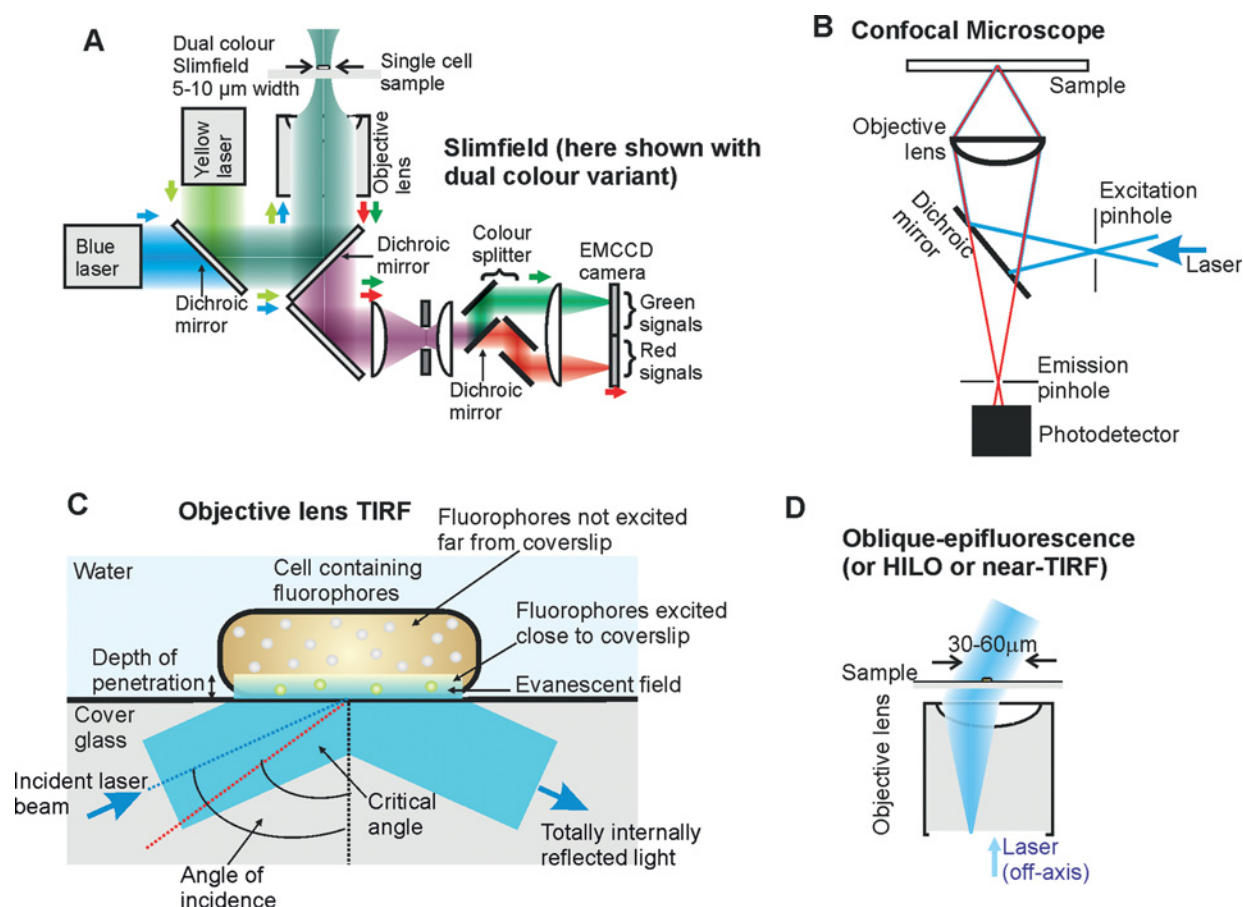 A
Dual colour
Slimfield
5-10 µm width
Single cell
sample
Yellow
laser
Objective
lens
Slimfield (here shown with
dual colour variant)
Blue
laser
Dichroic
mirror
Dichroic
mirror
Colour
splitter
EMCCD
camera
Green
signals
Red
signals
Dichroic
mirror
B
Confocal Microscope
Sample
Objective
lens
Excitation
pinhole
Dichroic
mirror
Laser
Emission
pinhole
Photodetector
C
Objective lens TIRF
Fluorophores not excited
far from coverslip
Water
Cell containing
fluorophores
Fluorophores excited
close to coverslip
Depth of
penetration
Evanescent field
Cover
glass
Incident laser
beam
Critical
angle
Totally internally
reflected light
Angle of
incidence
D
Oblique-epifluorescence
(or HILO or near-TIRF)
30-60µm
Sample
Objective lens
Laser
(off-axis)